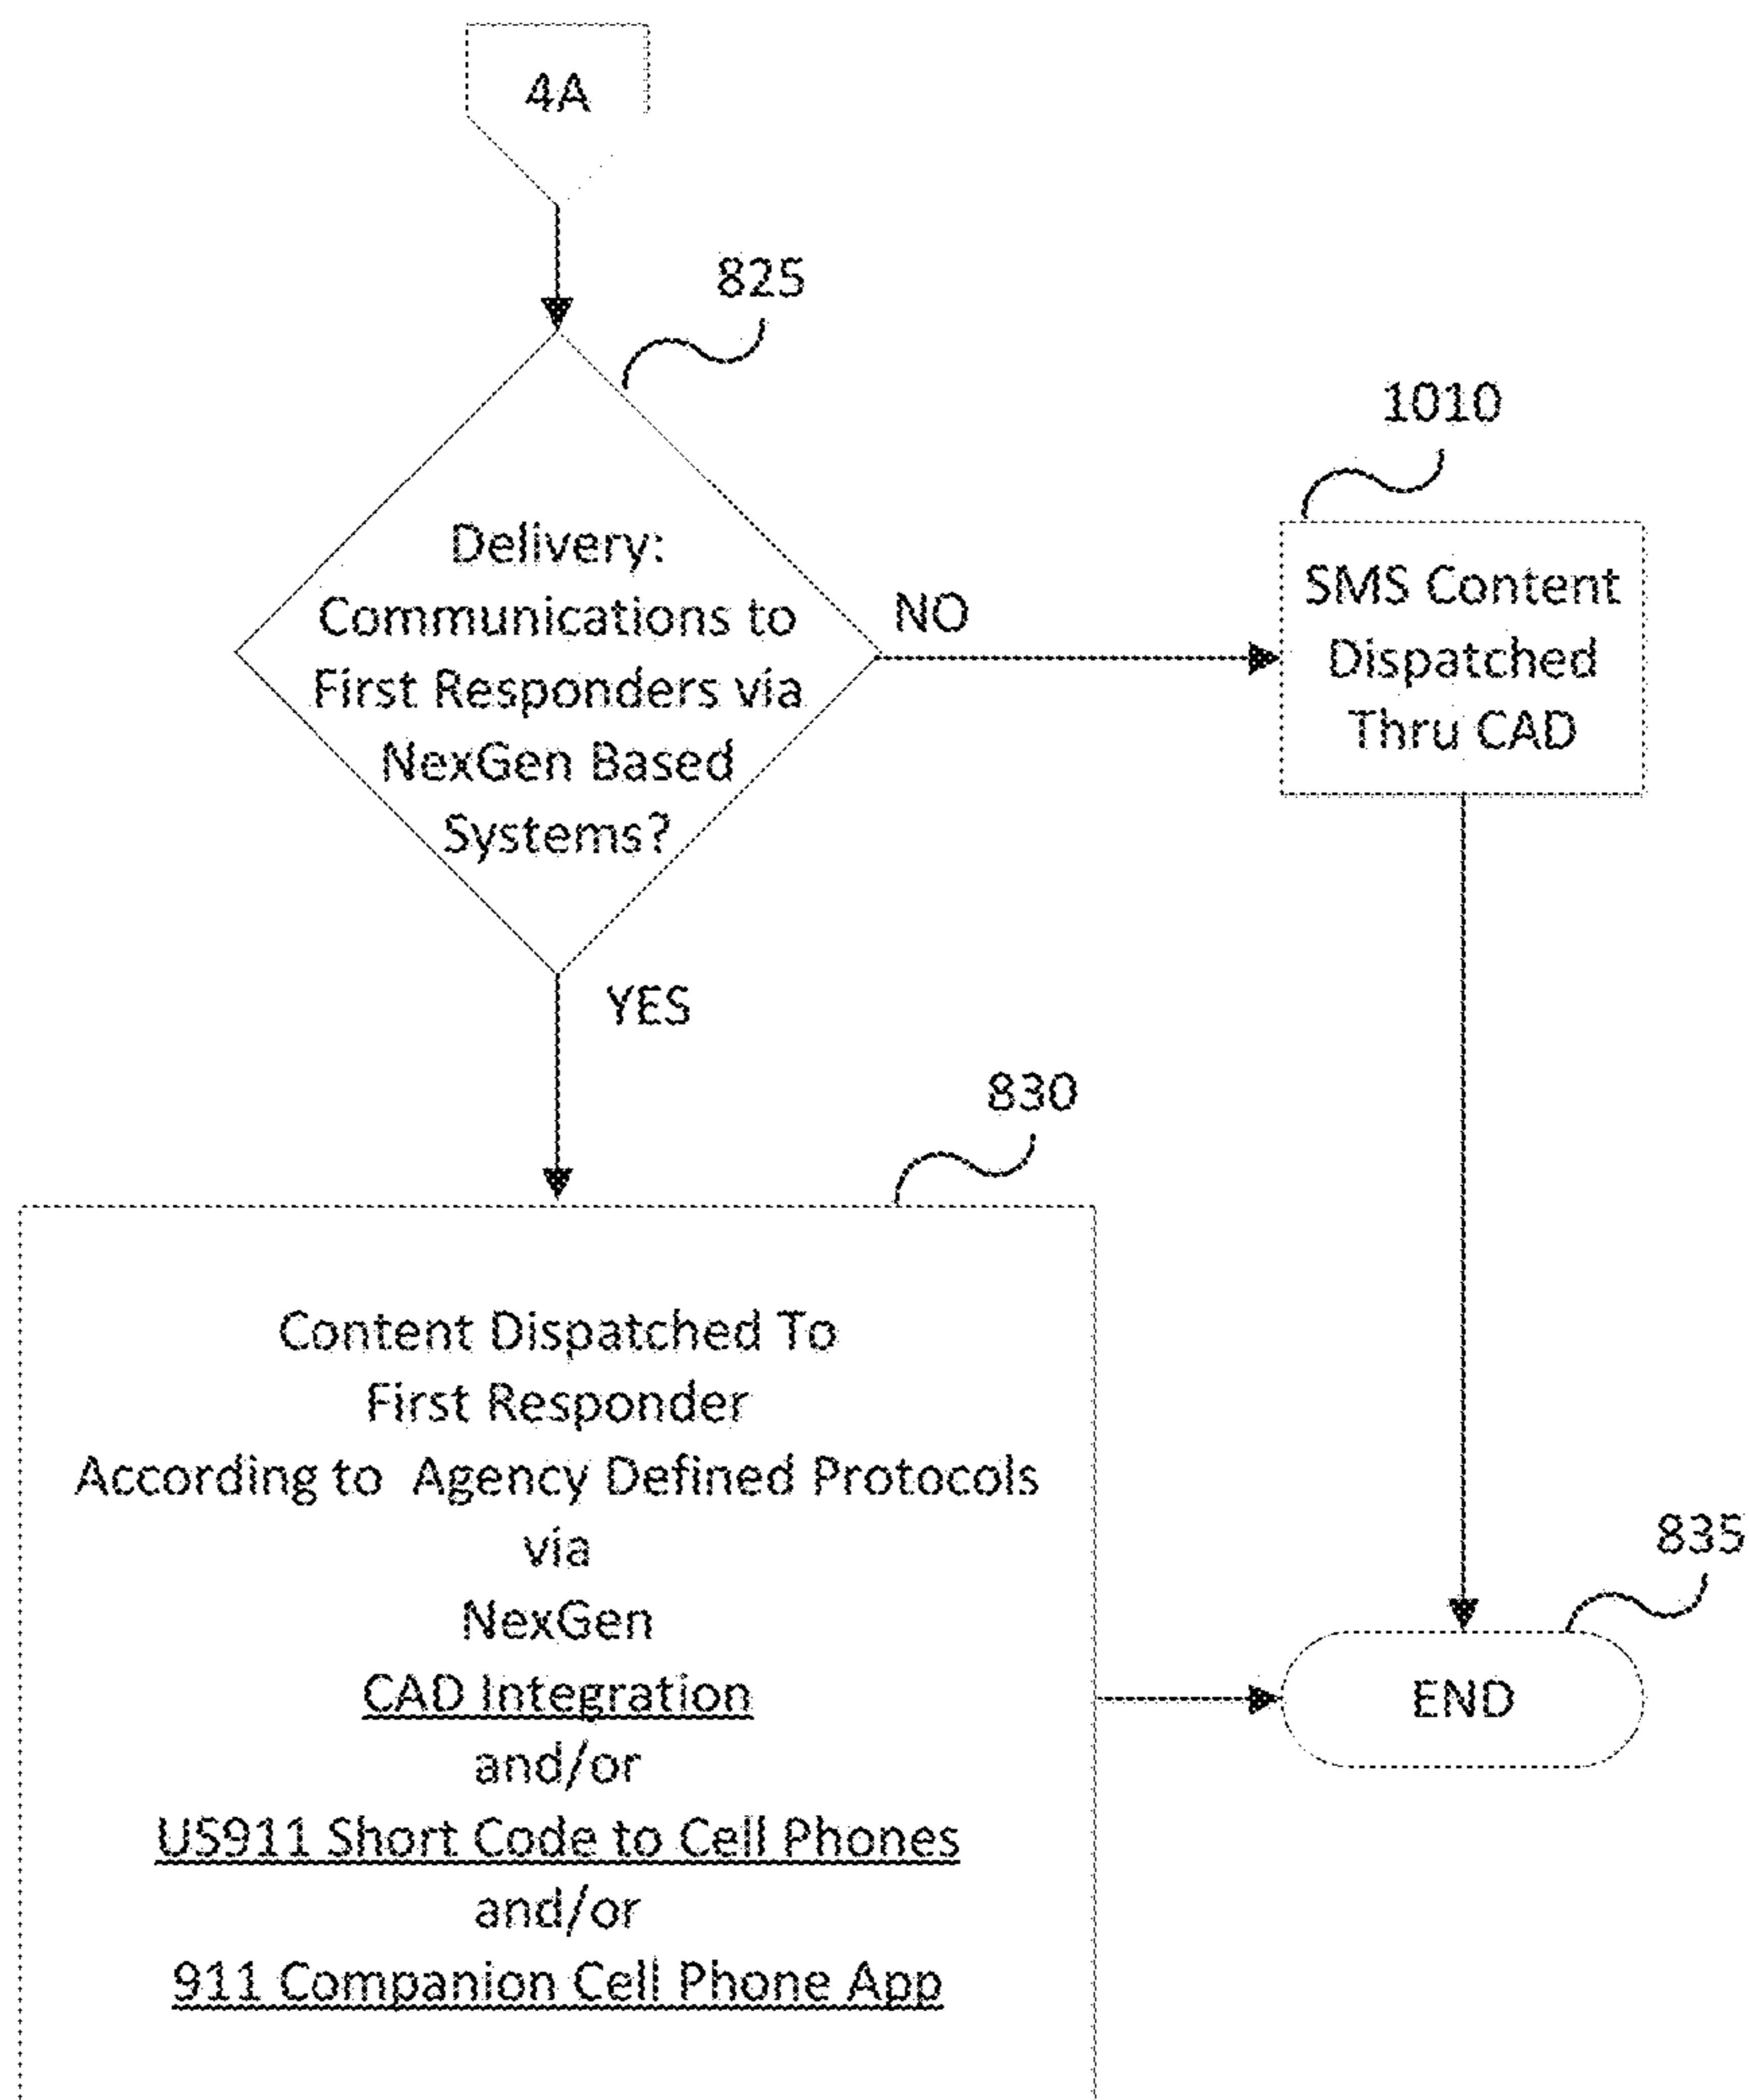 4A
825
Delivery:
Communications to
First Responders via
NexGen Based
Systems?
NO
1010
SMS Content
Dispatched
Thru CAD
YES
830
Content Dispatched To
First Responder
According to Agency Defined Protocols
via
NexGen
CAD Integration
and/or
US911 Short Code to Cell Phones
and/or
911 Companion Cell Phone App
835
END